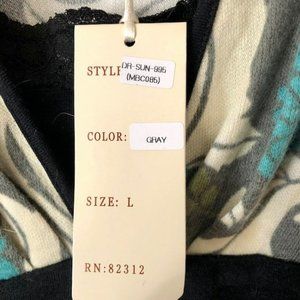 STYLE DR-SUN-995
(MBC085)
COLOR: GRAY
SIZE: L
RN:82312